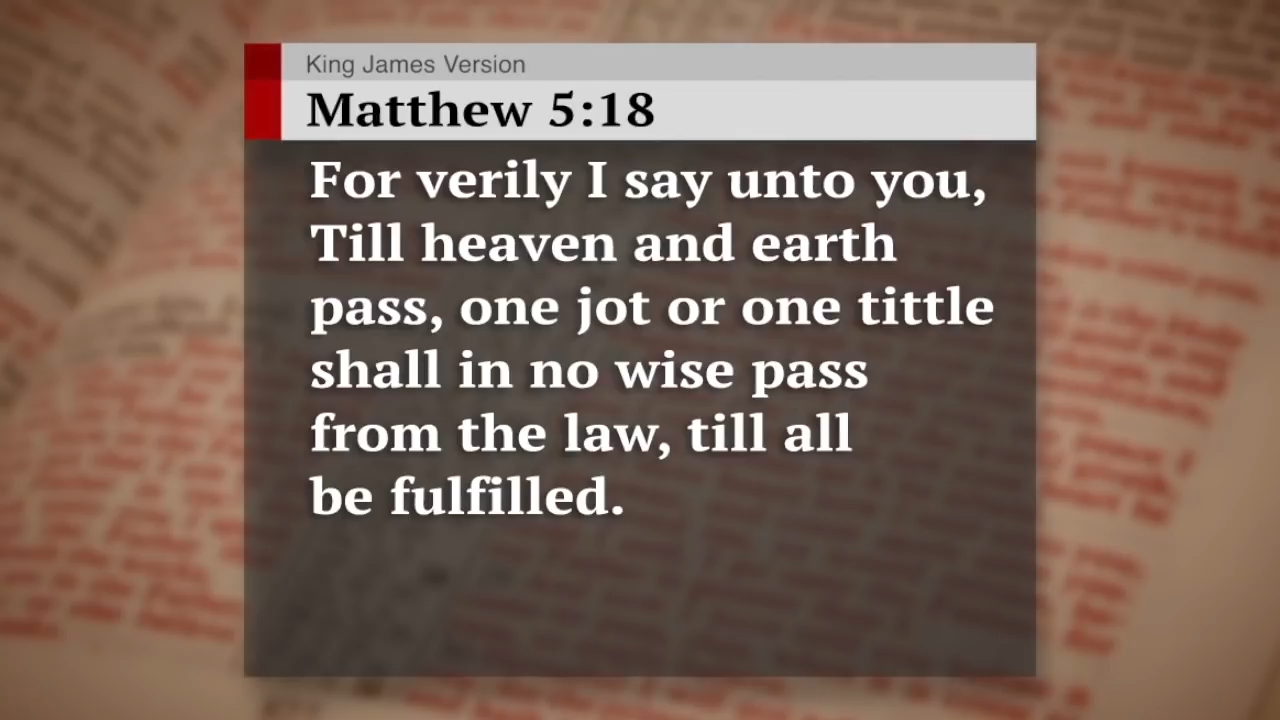 King James Version
Matthew 5:18
For verily I say unto you,
Till heaven and earth
pass, one jot or one tittle
shall in no wise pass
from the law, till all
be fulfilled.